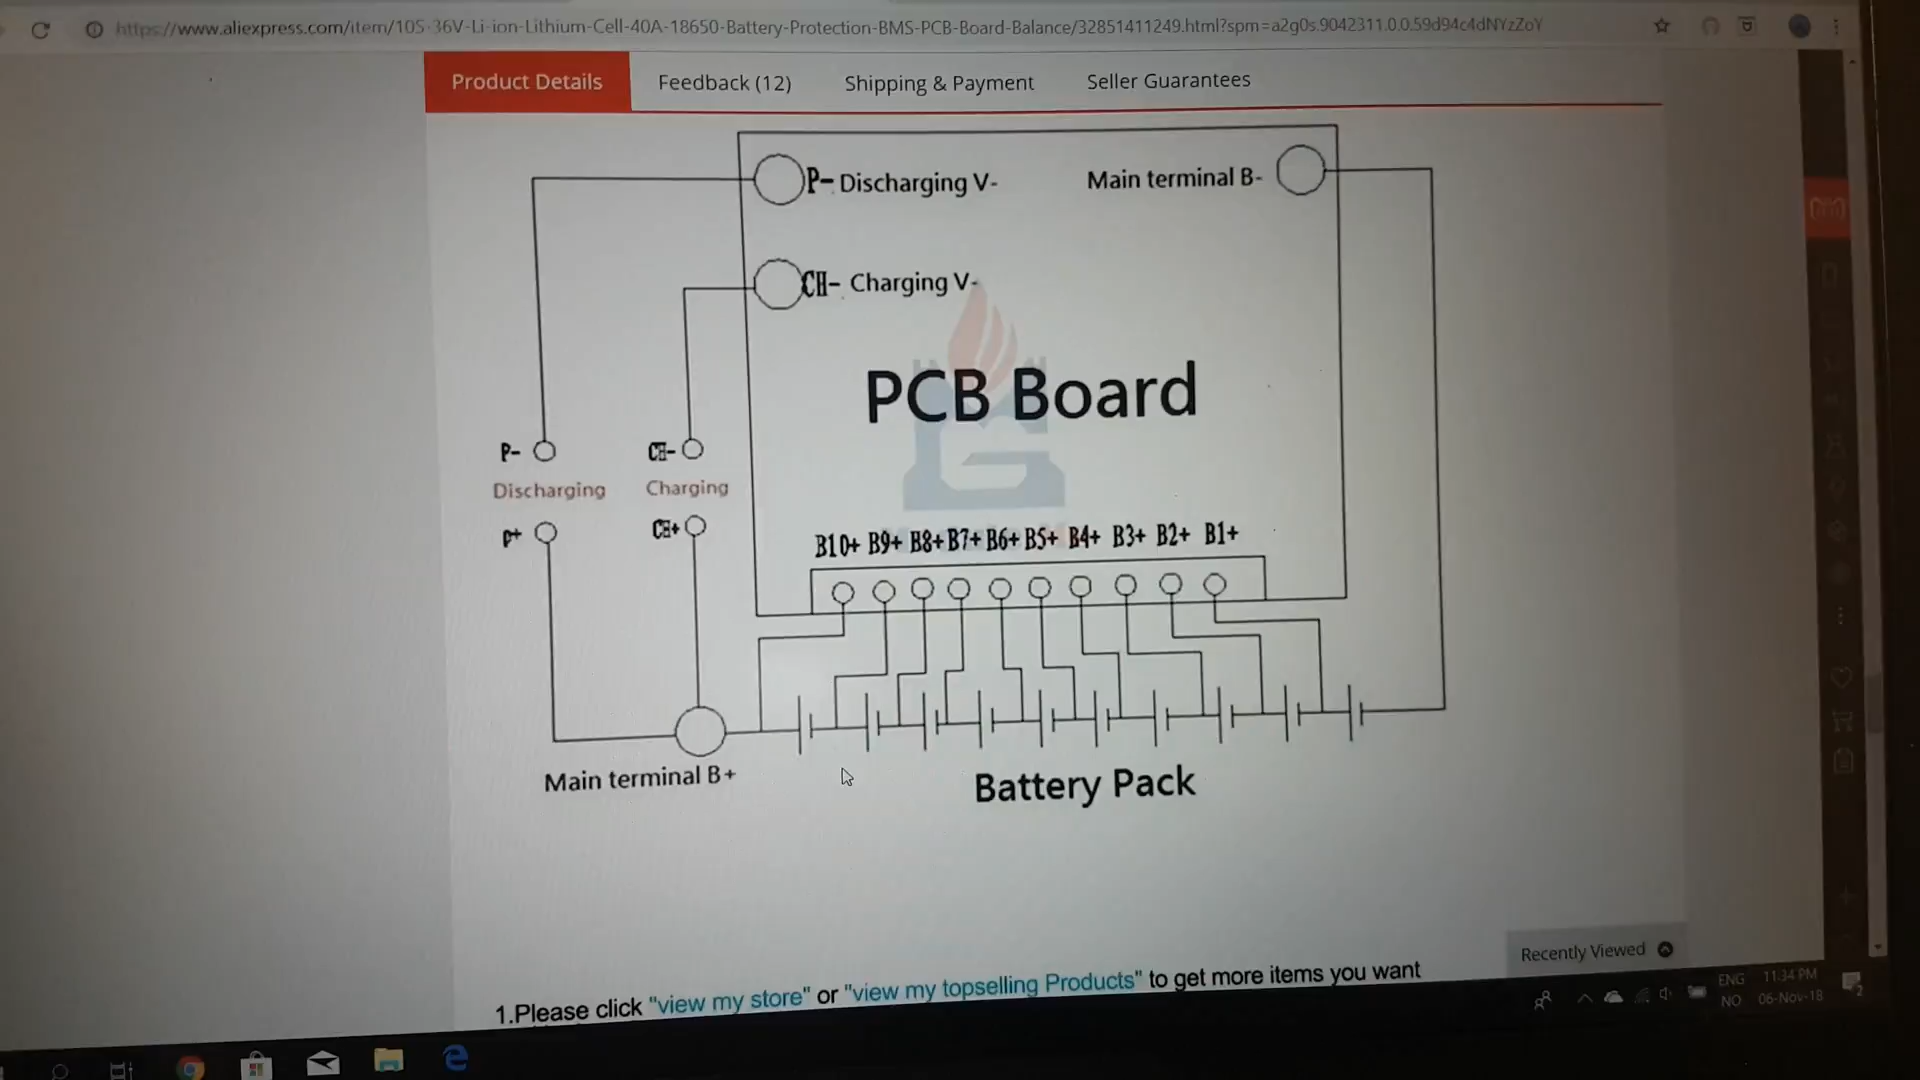 https://www.aliexpress.com/item/10S-36V-Li-ion-Lithium-Cell-40A-18650-Battery-Protection-BMS-PCB-Board-Balance/32851411249.html?spm=a2g0s.9042311.0.0.59d94c4dNYzZoY
Product Details Feedback (12) Shipping & Payment Seller Guarantees
P- Discharging V- Main terminal B-
CH- Charging V-
PCB Board
P- CH-
Discharging Charging
P+ CH+
B10+ B9+ B8+ B7+ B6+ B5+ B4+ B3+ B2+ B1+
Main terminal B+
Battery Pack
Recently Viewed
1.Please click "view my store" or "view my topselling Products" to get more items you want
ENG 11:34 PM
NO 06-Nov-18
2